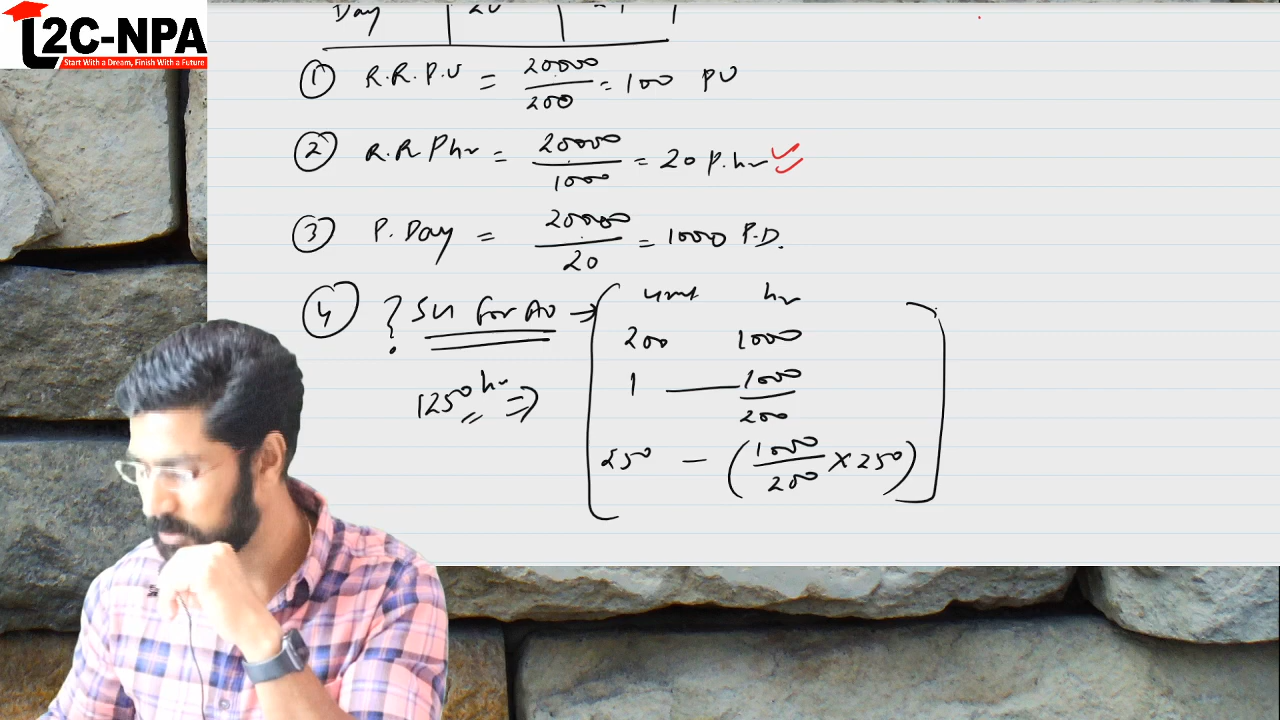 L2C-NPA
Start With a Dream, Finish With a Future
Day 20
① R.R.P.U = 20000/200 = 100 PU
② R.R Phr = 20000/1000 = 20 P.hr
③ P. Day = 20000/20 = 1000 P.D.
④ ? SH for AO →
unit hr
200 1000
1 — 1000/200
1250 hr ⇒
250 — (1000/200 × 250)